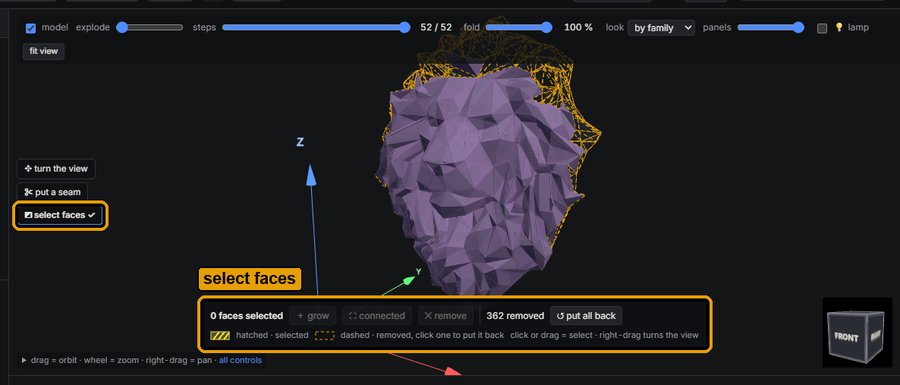 model explode steps 52 / 52 fold 100 % look by family panels lamp
fit view
Z
turn the view
put a seam
select faces ✓
Y
select faces
0 faces selected + grow connected remove 362 removed ↺ put all back
hatched · selected dashed · removed, click one to put it back click or drag = select · right-drag turns the view
FRONT
drag = orbit · wheel = zoom · right-drag = pan · all controls